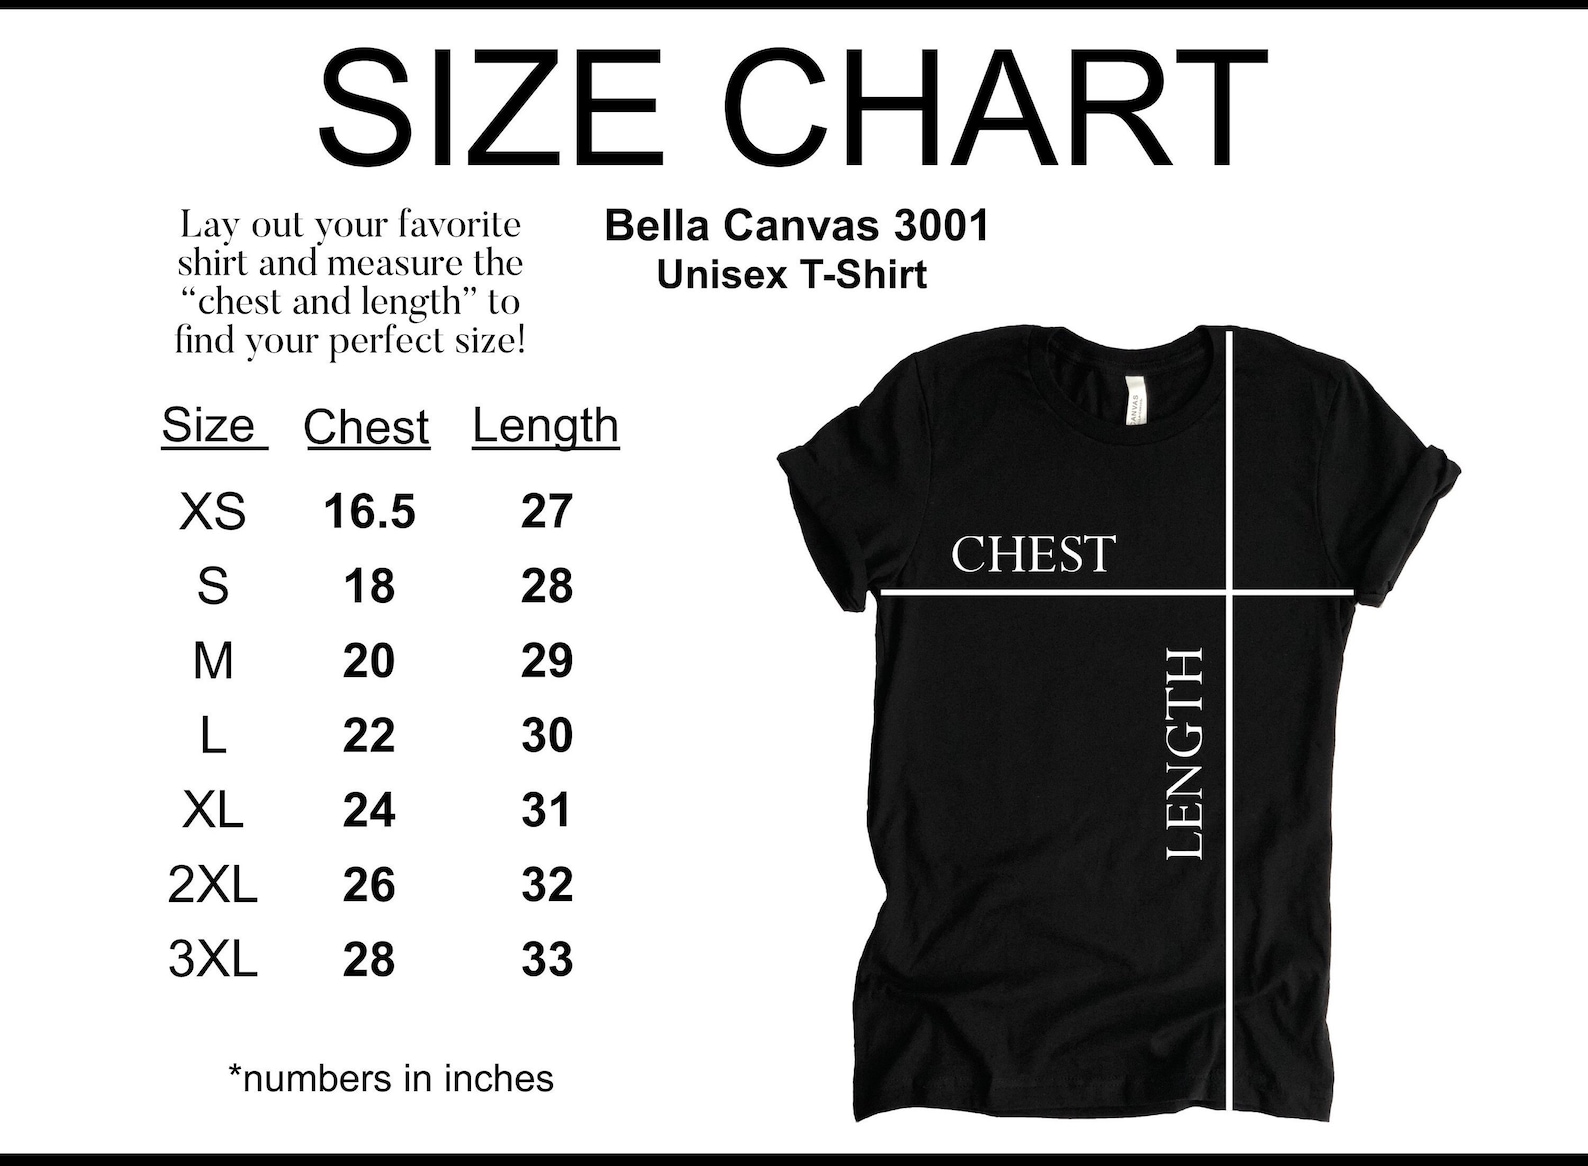 SIZE CHART
Lay out your favorite
shirt and measure the
“chest and length” to
find your perfect size!
Bella Canvas 3001
Unisex T-Shirt
Size Chest Length
XS 16.5 27
S 18 28
M 20 29
L 22 30
XL 24 31
2XL 26 32
3XL 28 33
*numbers in inches
CHEST
LENGTH